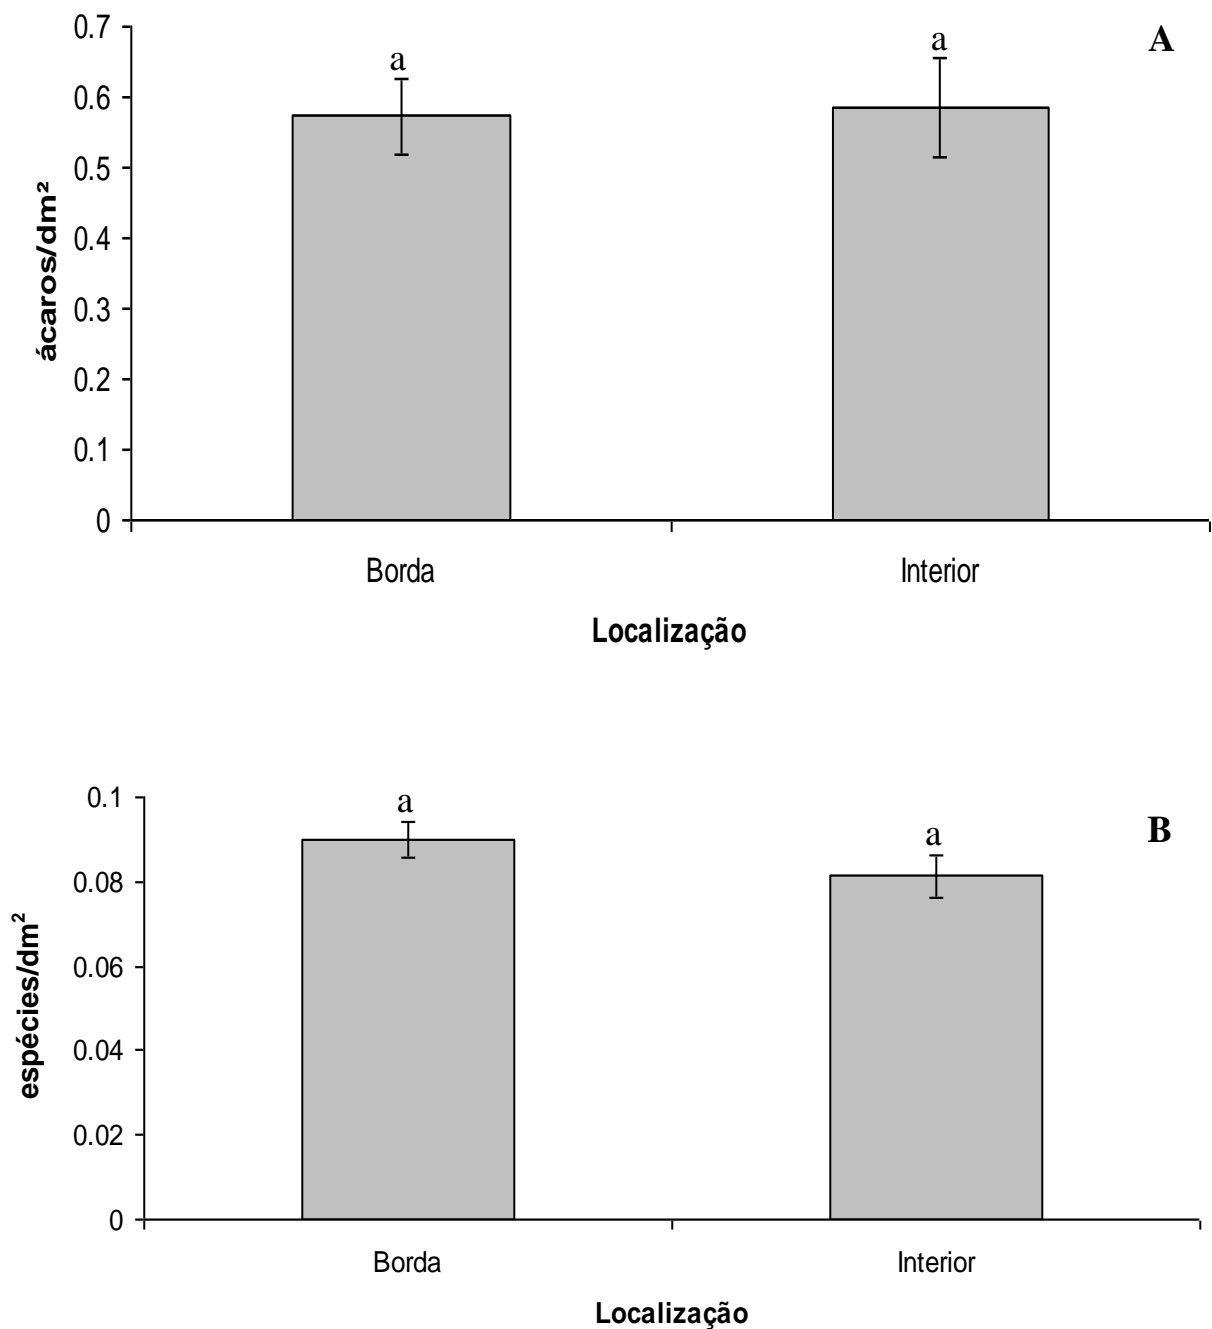 A
a
a
0.7
0.6
0.5
0.4
0.3
0.2
0.1
0
ácaros/dm²
Borda
Interior
Localização
B
a
a
0.1
0.08
0.06
0.04
0.02
0
espécies/dm²
Borda
Interior
Localização